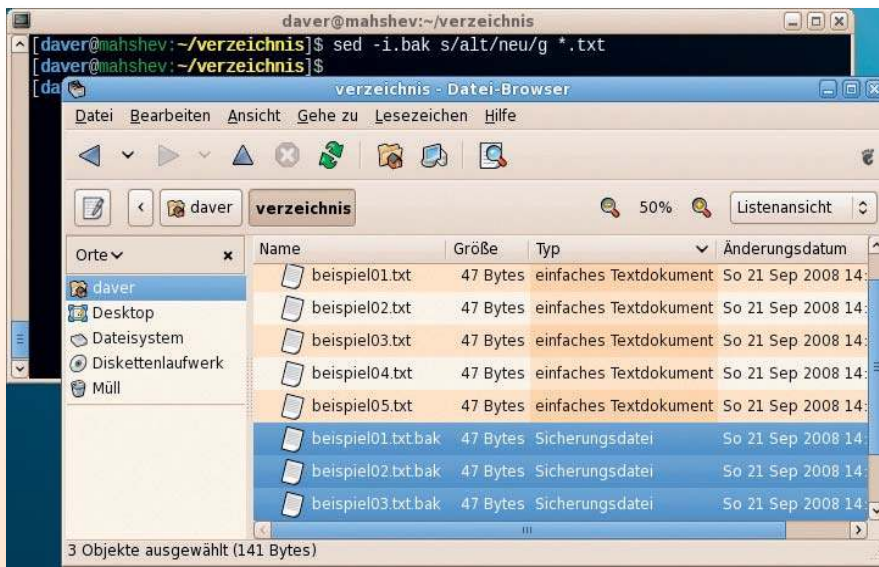 daver@mahshev:~/verzeichnis
[daver@mahshev:~/verzeichnis]$ sed -i.bak s/alt/neu/g *.txt
[daver@mahshev:~/verzeichnis]$
[da
verzeichnis - Datei-Browser
Datei Bearbeiten Ansicht Gehe zu Lesezeichen Hilfe
daver verzeichnis 50% Listenansicht
Orte Name Größe Typ Änderungsdatum
daver
Desktop
Dateisystem
Diskettenlaufwerk
Müll
beispiel01.txt 47 Bytes einfaches Textdokument So 21 Sep 2008 14:
beispiel02.txt 47 Bytes einfaches Textdokument So 21 Sep 2008 14:
beispiel03.txt 47 Bytes einfaches Textdokument So 21 Sep 2008 14:
beispiel04.txt 47 Bytes einfaches Textdokument So 21 Sep 2008 14:
beispiel05.txt 47 Bytes einfaches Textdokument So 21 Sep 2008 14:
beispiel01.txt.bak 47 Bytes Sicherungsdatei So 21 Sep 2008 14:
beispiel02.txt.bak 47 Bytes Sicherungsdatei So 21 Sep 2008 14:
beispiel03.txt.bak 47 Bytes Sicherungsdatei So 21 Sep 2008 14:
3 Objekte ausgewählt (141 Bytes)